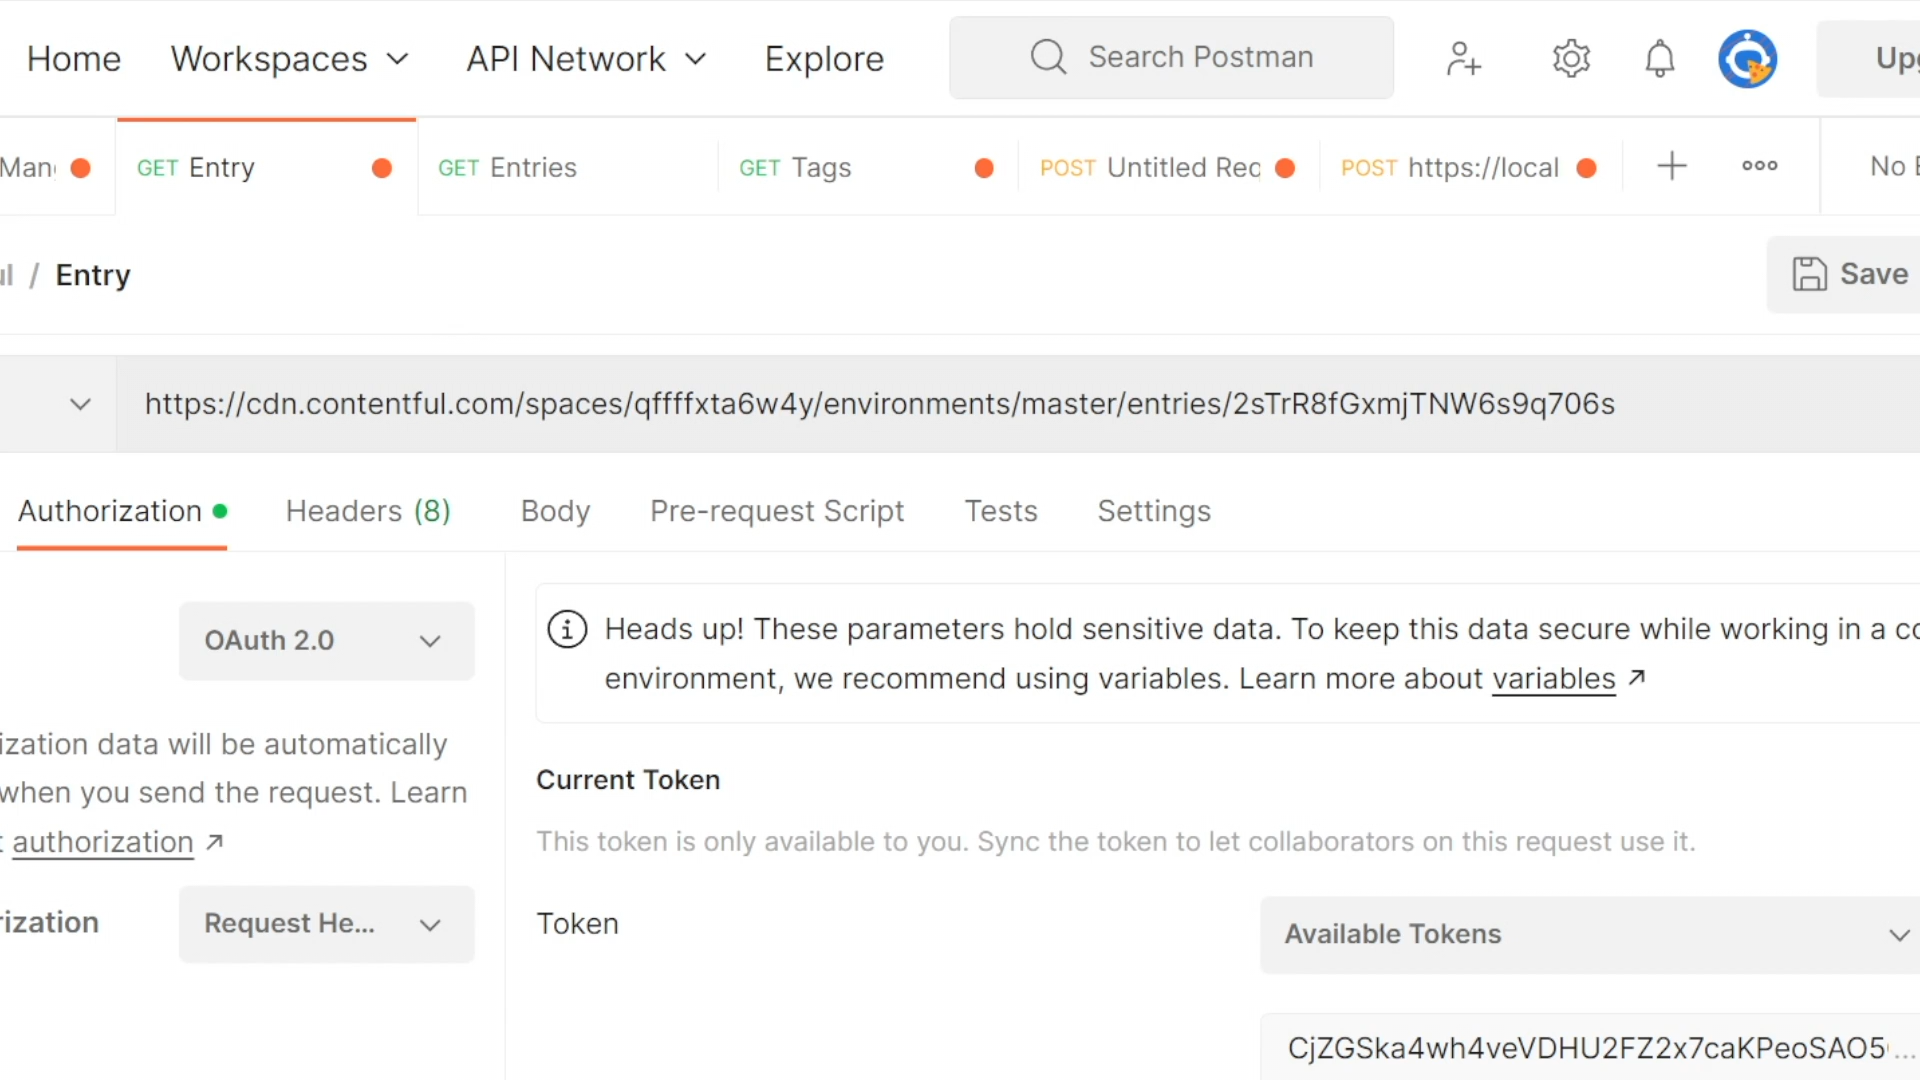 Home Workspaces API Network Explore Search Postman
GET Entry GET Entries GET Tags POST Untitled Req POST https://local No
/ Entry Save
https://cdn.contentful.com/spaces/qffffxta6w4y/environments/master/entries/2sTrR8fGxmjTNW6s9q706s
Authorization Headers (8) Body Pre-request Script Tests Settings
OAuth 2.0
Heads up! These parameters hold sensitive data. To keep this data secure while working in a
environment, we recommend using variables. Learn more about variables ↗
ization data will be automatically
when you send the request. Learn
authorization ↗
Current Token
This token is only available to you. Sync the token to let collaborators on this request use it.
rization Request He...
Token Available Tokens
CjZGSka4wh4veVDHU2FZ2x7caKPeoSAO5...